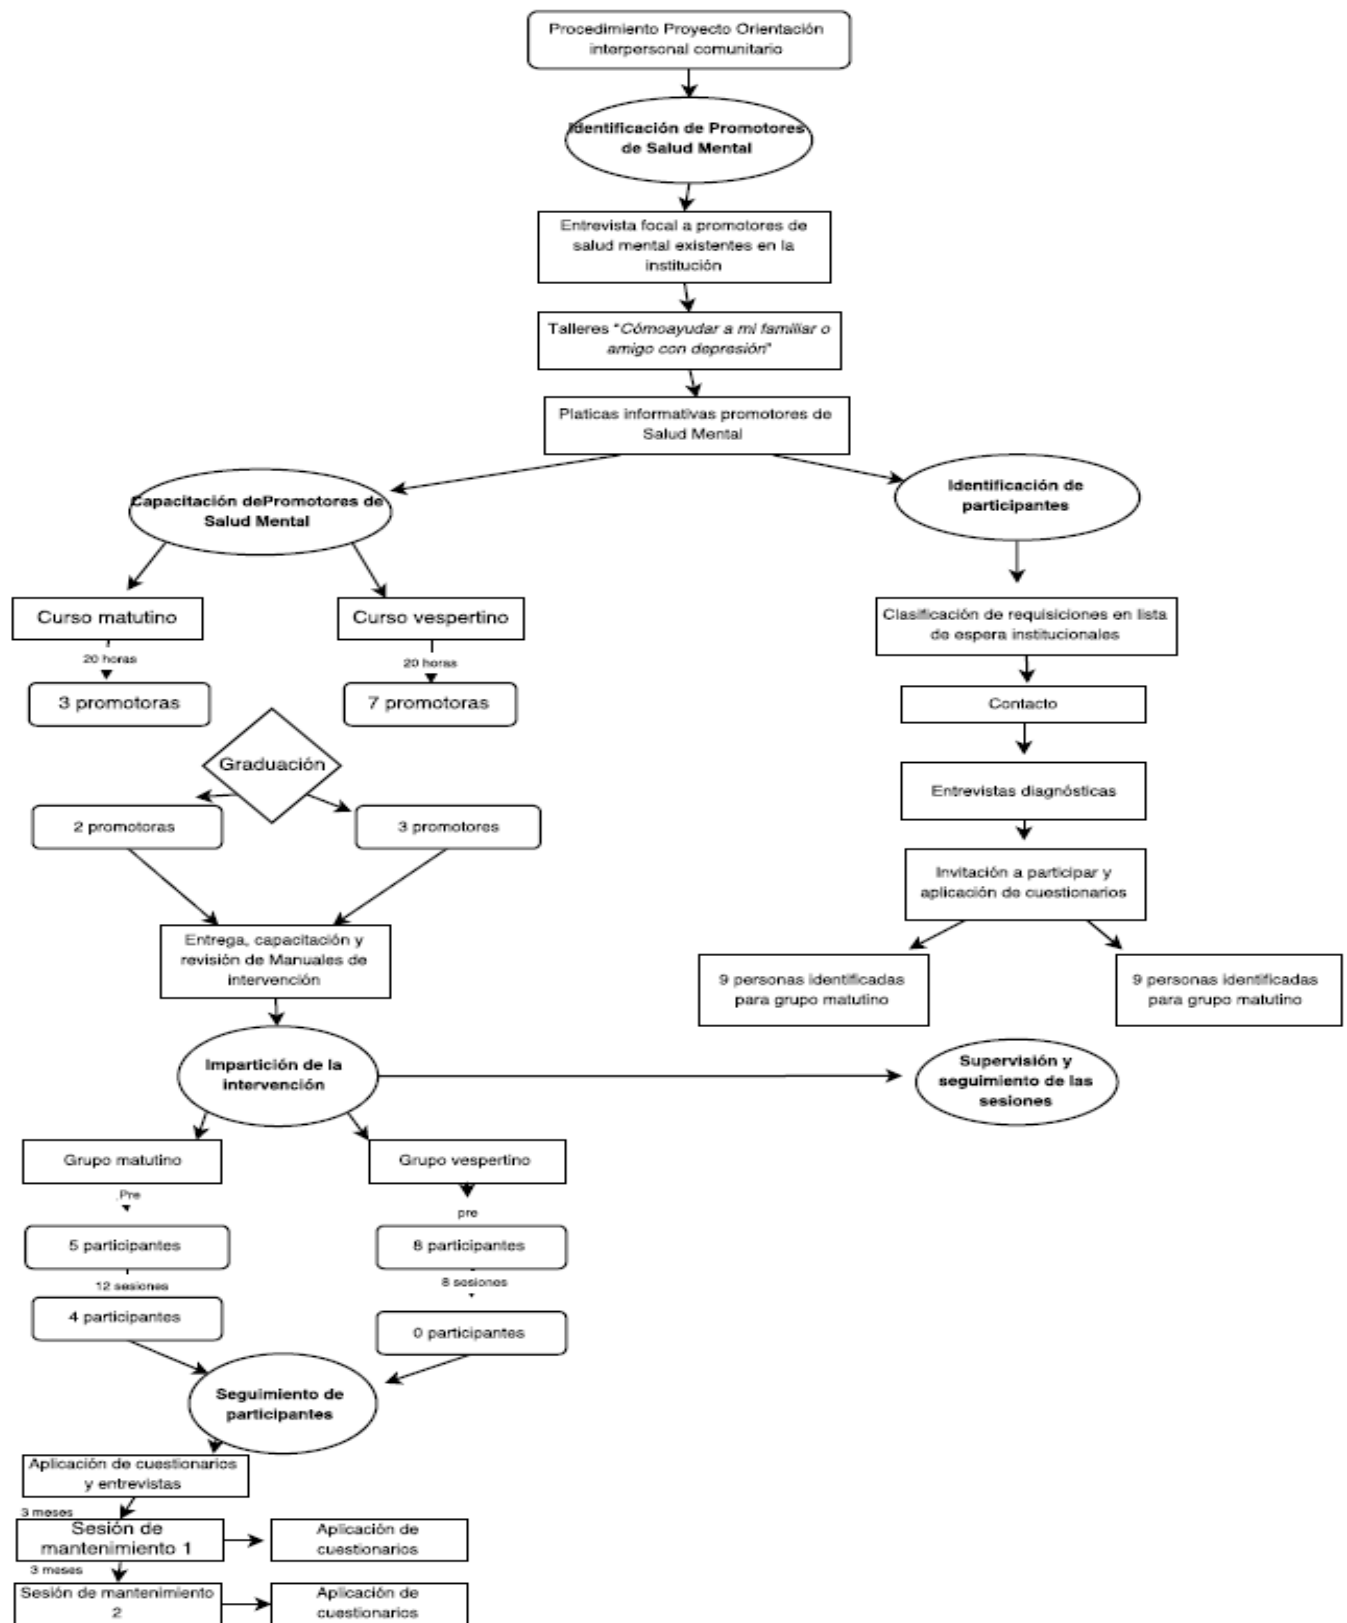 Procedimiento Proyecto Orientación
interpersonal comunitario
Identificación de Promotores
de Salud Mental
Entrevista focal a promotores de
salud mental existentes en la
institución
Talleres "Cómoayudar a mi familiar o
amigo con depresión"
Platicas informativas promotores de
Salud Mental
Capacitación dePromotores de
Salud Mental
Identificación de
participantes
Curso matutino
Curso vespertino
Clasificación de requisiciones en lista
de espera institucionales
20 horas
20 horas
3 promotoras
7 promotoras
Contacto
Graduación
Entrevistas diagnósticas
2 promotoras
3 promotores
Invitación a participar y
aplicación de cuestionarios
Entrega, capacitación y
revisión de Manuales de
intervención
9 personas identificadas
para grupo matutino
9 personas identificadas
para grupo matutino
Impartición de la
intervención
Supervisión y
seguimiento de las
sesiones
Grupo matutino
Grupo vespertino
Pre
pre
5 participantes
8 participantes
12 sesiones
8 sesiones
4 participantes
0 participantes
Seguimiento de
participantes
Aplicación de cuestionarios
y entrevistas
3 meses
Sesión de
mantenimiento 1
Aplicación de
cuestionarios
3 meses
Sesión de mantenimiento
2
Aplicación de
cuestionarios